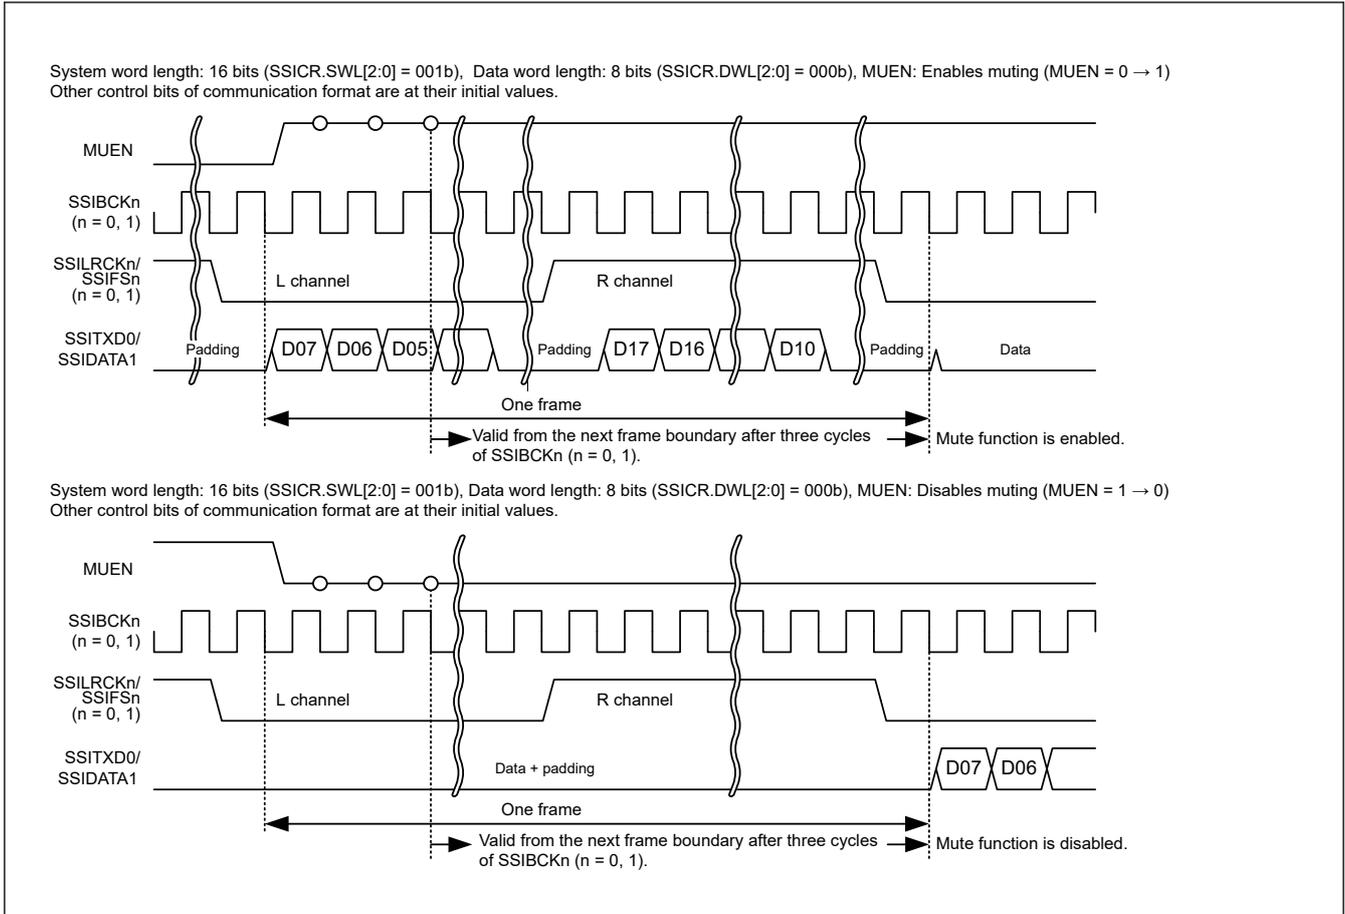 System word length: 16 bits (SSICR.SWL[2:0] = 001b), Data word length: 8 bits (SSICR.DWL[2:0] = 000b), MUEN: Enables muting (MUEN = 0 → 1)
Other control bits of communication format are at their initial values.
MUEN
SSIBCKn
(n = 0, 1)
SSILRCKn/
SSIFSn
(n = 0, 1)
L channel
R channel
SSITXD0/
SSIDATA1
Padding
D07
D06
D05
Padding
D17
D16
D10
Padding
Data
One frame
Valid from the next frame boundary after three cycles
of SSIBCKn (n = 0, 1).
Mute function is enabled.
System word length: 16 bits (SSICR.SWL[2:0] = 001b), Data word length: 8 bits (SSICR.DWL[2:0] = 000b), MUEN: Disables muting (MUEN = 1 → 0)
Other control bits of communication format are at their initial values.
MUEN
SSIBCKn
(n = 0, 1)
SSILRCKn/
SSIFSn
(n = 0, 1)
L channel
R channel
SSITXD0/
SSIDATA1
Data + padding
D07
D06
One frame
Valid from the next frame boundary after three cycles
of SSIBCKn (n = 0, 1).
Mute function is disabled.